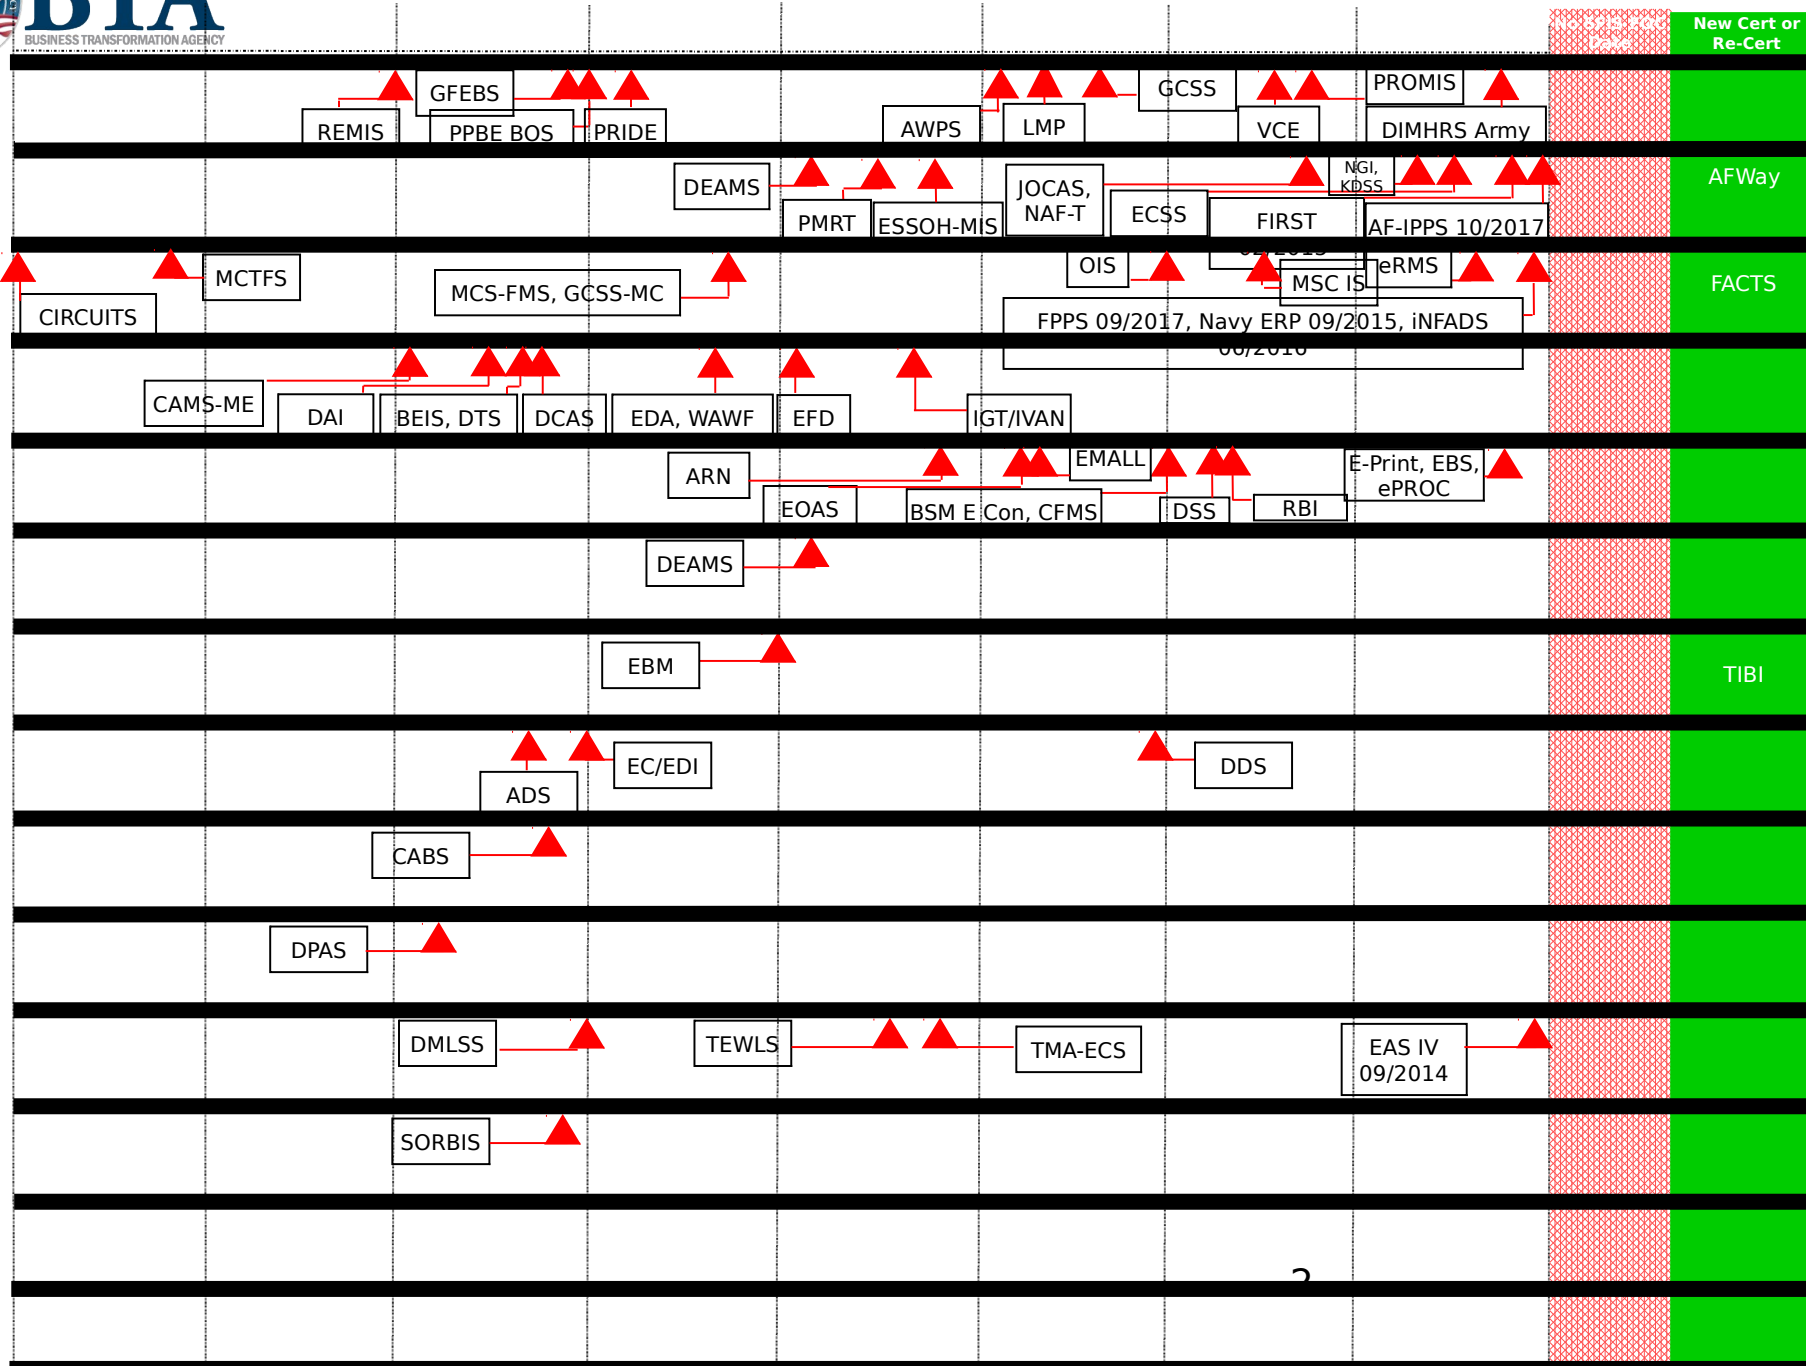 BTA
BUSINESS TRANSFORMATION AGENCY
New Cert or
Re-Cert
GFEBS
REMIS
PPBE BOS
PRIDE
AWPS
LMP
GCSS
VCE
PROMIS
DIMHRS Army
DEAMS
PMRT
ESSOH-MIS
JOCAS,
NAF-T
ECSS
FIRST
NGI,
KDSS
AF-IPPS 10/2017
AFWay
CIRCUITS
MCTFS
MCS-FMS, GCSS-MC
OIS
MSC IS
eRMS
FPPS 09/2017, Navy ERP 09/2015, iNFADS
06/2016
FACTS
CAMS-ME
DAI
BEIS, DTS
DCAS
EDA, WAWF
EFD
IGT/IVAN
ARN
EOAS
BSM E Con, CFMS
EMALL
DSS
RBI
E-Print, EBS,
ePROC
DEAMS
EBM
TIBI
ADS
EC/EDI
DDS
CABS
DPAS
DMLSS
TEWLS
TMA-ECS
EAS IV
09/2014
SORBIS
2